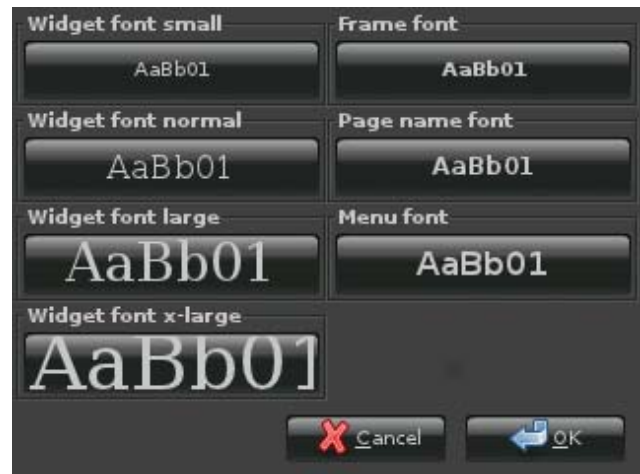 Widget font small
AaBb01
Frame font
AaBb01
Widget font normal
AaBb01
Page name font
AaBb01
Widget font large
AaBb01
Menu font
AaBb01
Widget font x-large
AaBb01
Cancel
OK